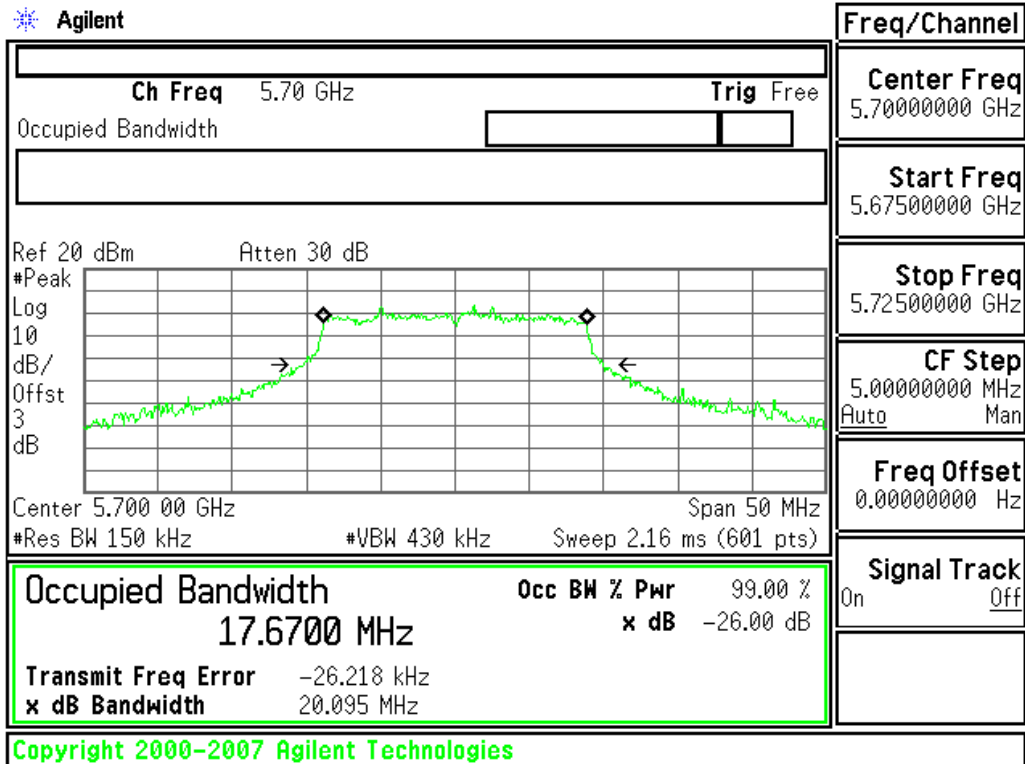 Agilent
Freq/Channel
Ch Freq 5.70 GHz Trig Free
Occupied Bandwidth
Center Freq
5.70000000 GHz
Start Freq
5.67500000 GHz
Stop Freq
5.72500000 GHz
CF Step
5.00000000 MHz
Auto Man
Freq Offset
0.00000000 Hz
Signal Track
On Off
Ref 20 dBm Atten 30 dB
#Peak
Log
10
dB/
Offst
3
dB
Center 5.700 00 GHz Span 50 MHz
#Res BW 150 kHz #VBW 430 kHz Sweep 2.16 ms (601 pts)
Occupied Bandwidth
17.6700 MHz
Occ BW % Pwr 99.00 %
x dB -26.00 dB
Transmit Freq Error -26.218 kHz
x dB Bandwidth 20.095 MHz
Copyright 2000-2007 Agilent Technologies